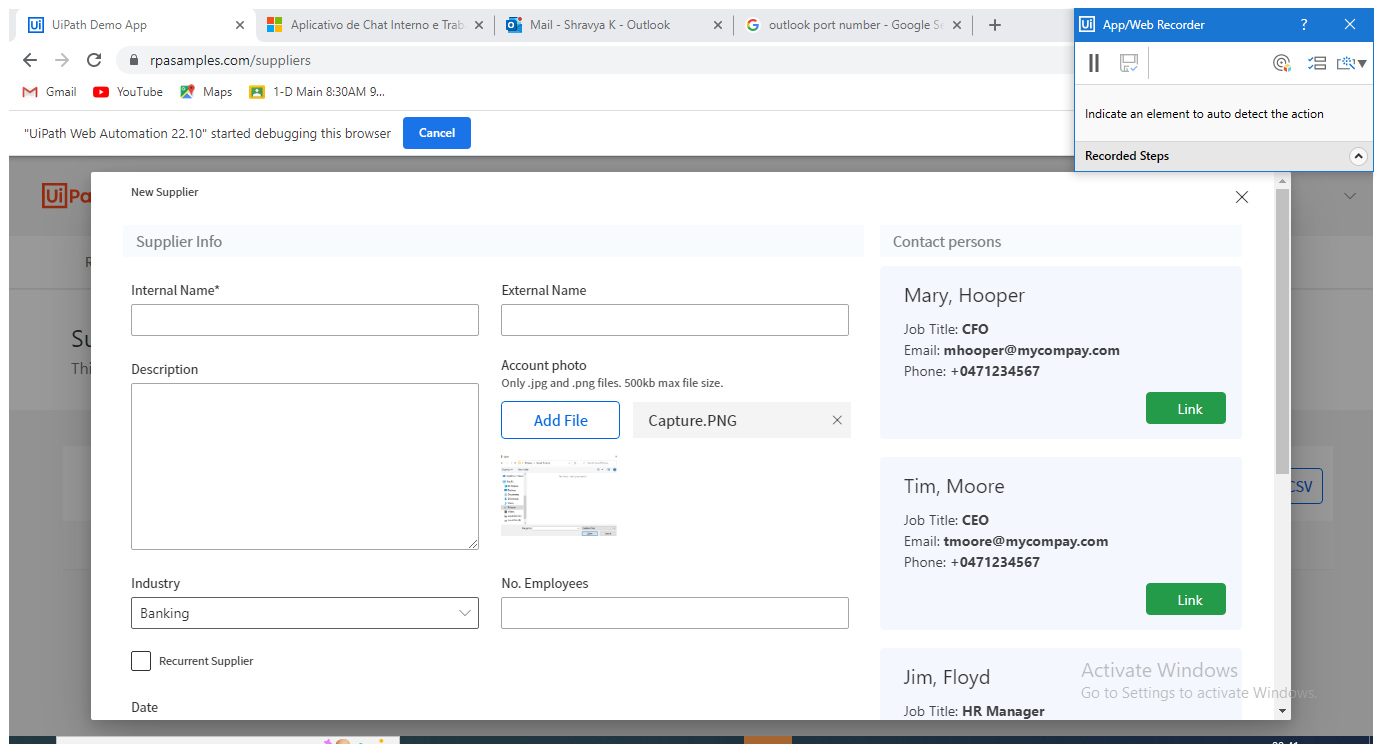 UiPath Demo App
Aplicativo de Chat Interno e Trab
Mail - Shravya K - Outlook
outlook port number - Google Se
App/Web Recorder
?
rpasamples.com/suppliers
Gmail
YouTube
Maps
1-D Main 8:30AM 9...
Indicate an element to auto detect the action
"UiPath Web Automation 22.10" started debugging this browser
Cancel
Recorded Steps
New Supplier
Supplier Info
Contact persons
Internal Name*
External Name
Mary, Hooper
Job Title: CFO
Email: mhooper@mycompay.com
Phone: +0471234567
Link
Description
Account photo
Only .jpg and .png files. 500kb max file size.
Add File
Capture.PNG
Tim, Moore
Job Title: CEO
Email: tmoore@mycompay.com
Phone: +0471234567
Link
CSV
Industry
Banking
No. Employees
Recurrent Supplier
Date
Jim, Floyd
Job Title: HR Manager
Activate Windows
Go to Settings to activate Windows.